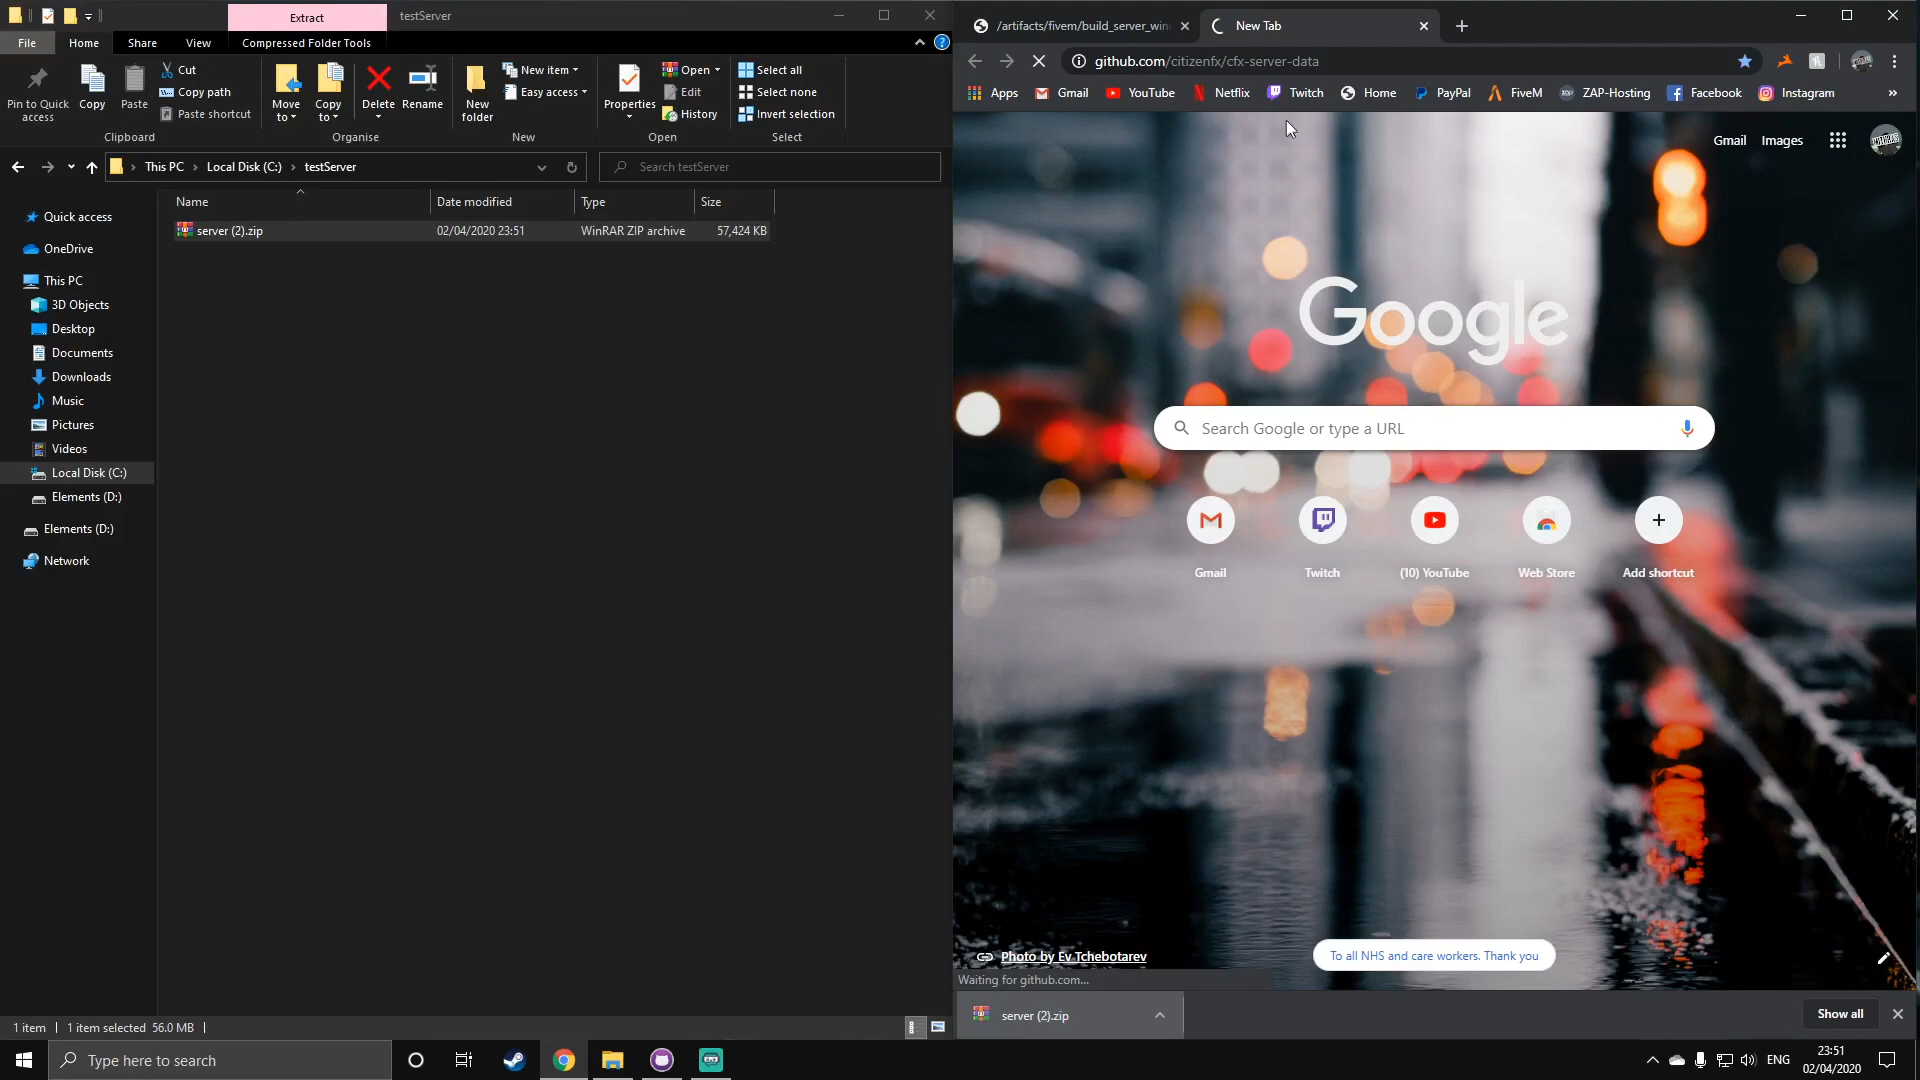 Extract
testServer
File
Home
Share
View
Compressed Folder Tools
Pin to Quick access
Copy
Paste
Cut
Copy path
Paste shortcut
Clipboard
Move to
Copy to
Delete
Rename
Organise
New folder
New item
Easy access
New
Properties
Open
Edit
History
Open
Select all
Select none
Invert selection
Select
This PC
Local Disk (C:)
testServer
Search testServer
Name
Date modified
Type
Size
server (2).zip
02/04/2020 23:51
WinRAR ZIP archive
57,424 KB
Quick access
OneDrive
This PC
3D Objects
Desktop
Documents
Downloads
Music
Pictures
Videos
Local Disk (C:)
Elements (D:)
Elements (D:)
Network
1 item
1 item selected 56.0 MB
/artifacts/fivem/build_server_win
New Tab
github.com/citizenfx/cfx-server-data
Apps
Gmail
YouTube
Netflix
Twitch
Home
PayPal
FiveM
ZAP-Hosting
Facebook
Instagram
Gmail
Images
Google
Search Google or type a URL
Gmail
Twitch
(10) YouTube
Web Store
Add shortcut
Photo by Ev Tchebotarev
To all NHS and care workers. Thank you
Waiting for github.com...
server (2).zip
Show all
Type here to search
ENG
23:51
02/04/2020